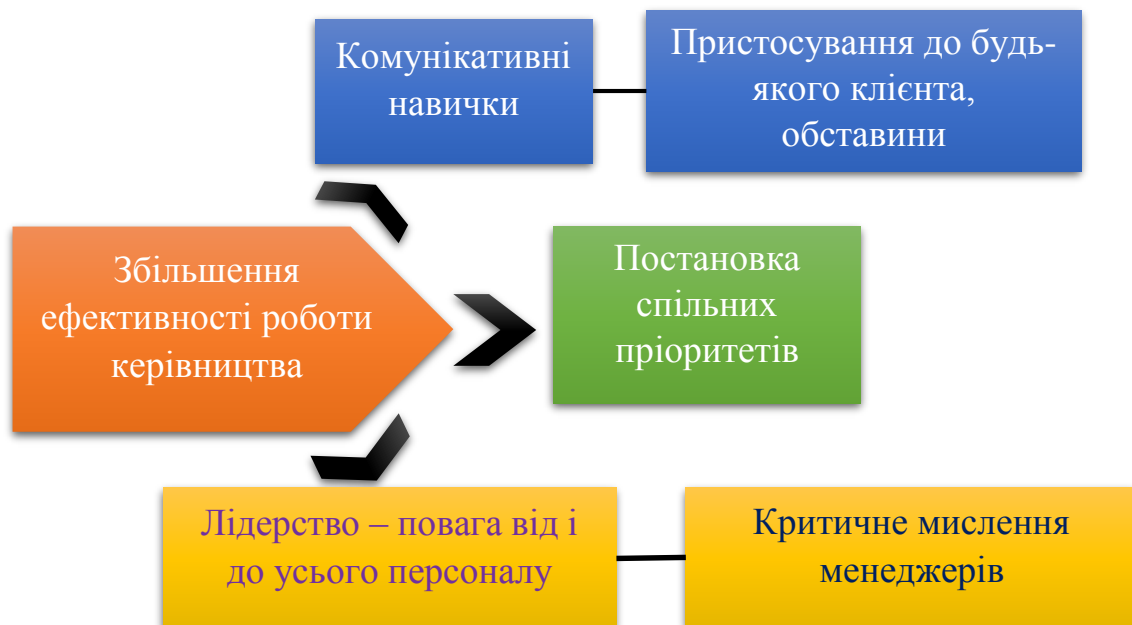 Комунікативні
навички
Пристосування до будь-
якого клієнта,
обставини
Збільшення
ефективності роботи
керівництва
Постановка
спільних
пріоритетів
Лідерство – повага від і
до усього персоналу
Критичне мислення
менеджерів